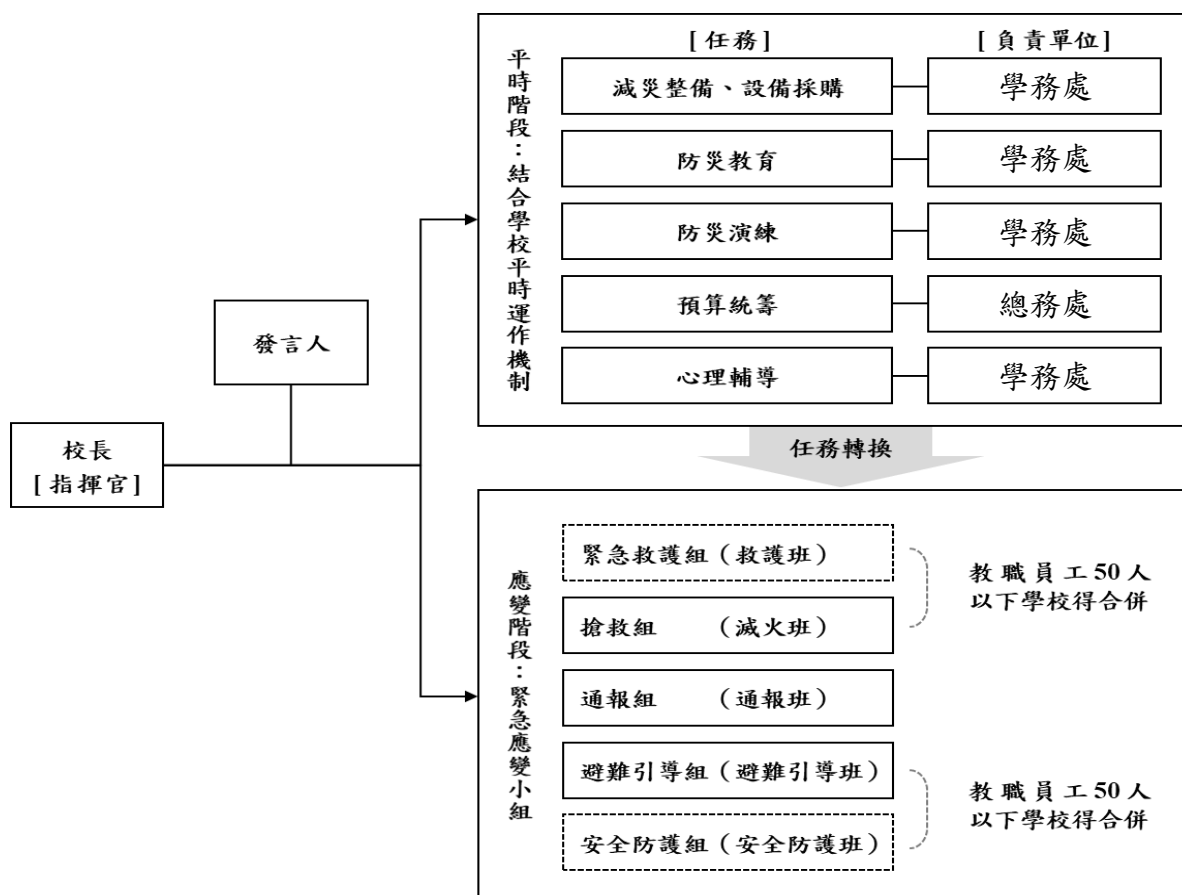 平時階段：結合學校平時運作機制
[任務]
[負責單位]
減災整備、設備採購
學務處
防災教育
學務處
防災演練
學務處
預算統籌
總務處
心理輔導
學務處
發言人
校長
[指揮官]
任務轉換
應變階段：緊急應變小組
緊急救護組（救護班）
搶救組　　（滅火班）
教職員工50人
以下學校得合併
通報組　　（通報班）
避難引導組（避難引導班）
安全防護組（安全防護班）
教職員工50人
以下學校得合併